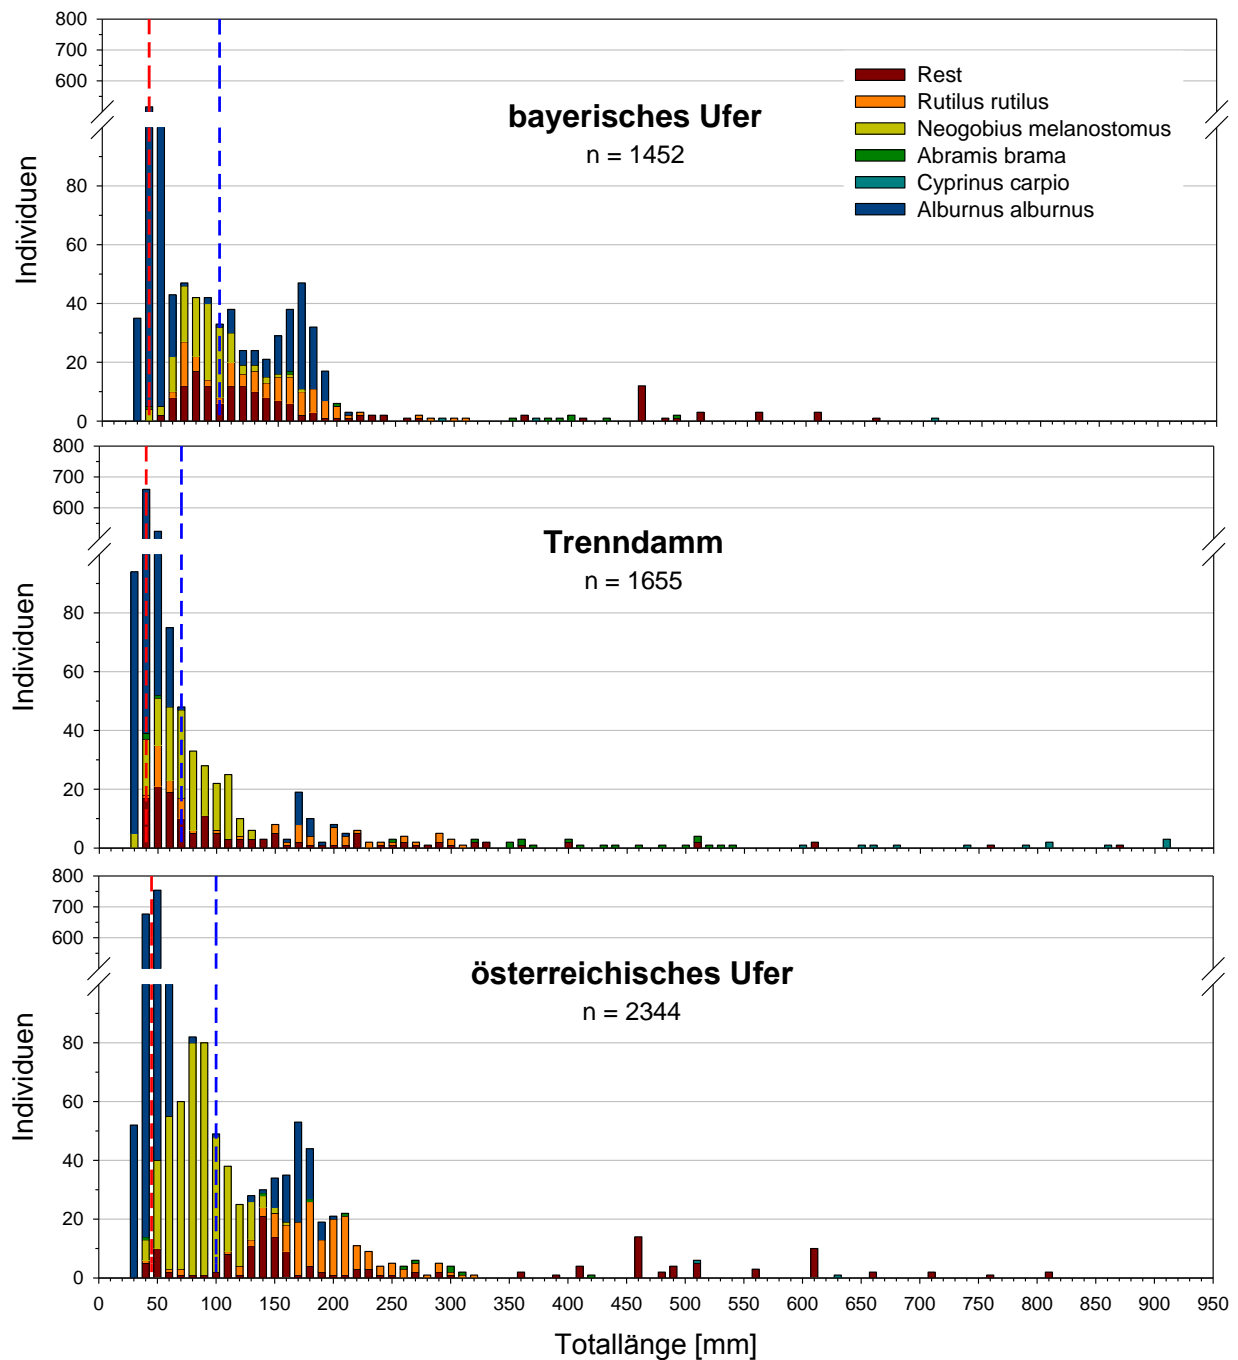 800
700
600
80
60
40
20
0
Individuen
bayerisches Ufer
n = 1452
Rest
Rutilus rutilus
Neogobius melanostomus
Abramis brama
Cyprinus carpio
Alburnus alburnus
800
700
600
80
60
40
20
0
Individuen
Trenndamm
n = 1655
800
700
600
80
60
40
20
0
Individuen
österreichisches Ufer
n = 2344
0 50 100 150 200 250 300 350 400 450 500 550 600 650 700 750 800 850 900 950
Totallänge [mm]